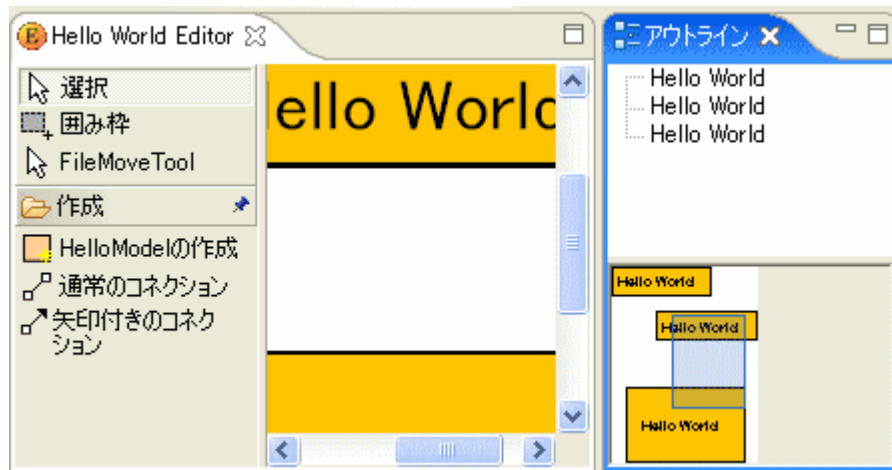 Hello World Editor
選択
囲み枠
FileMoveTool
作成
HelloModelの作成
通常のコネクション
矢印付きのコネク
ション
ello World
アウトライン
Hello World
Hello World
Hello World
Hello World
Hello World
Hello World